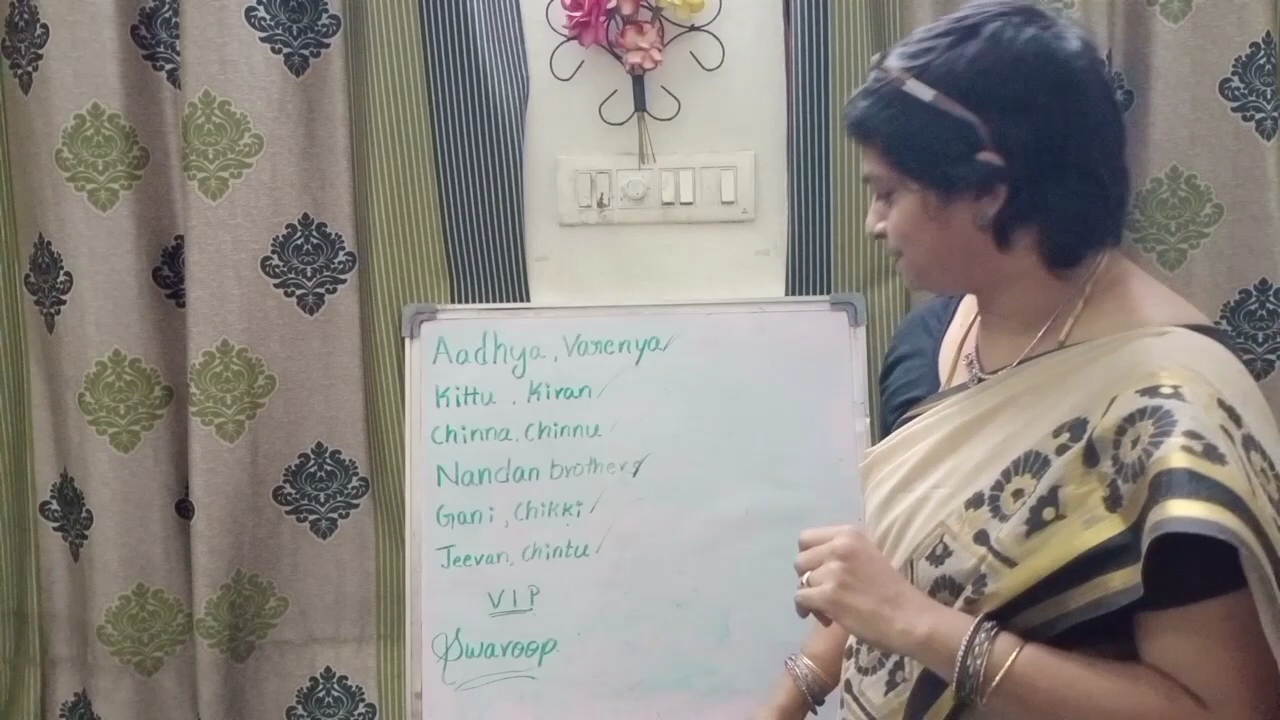 Aadhya, Varenya
Kittu, Kiran
Chinna, Chinnu
Nandan brothers
Gani, Chikki
Jeevan, Chintu
VIP
Swaroop